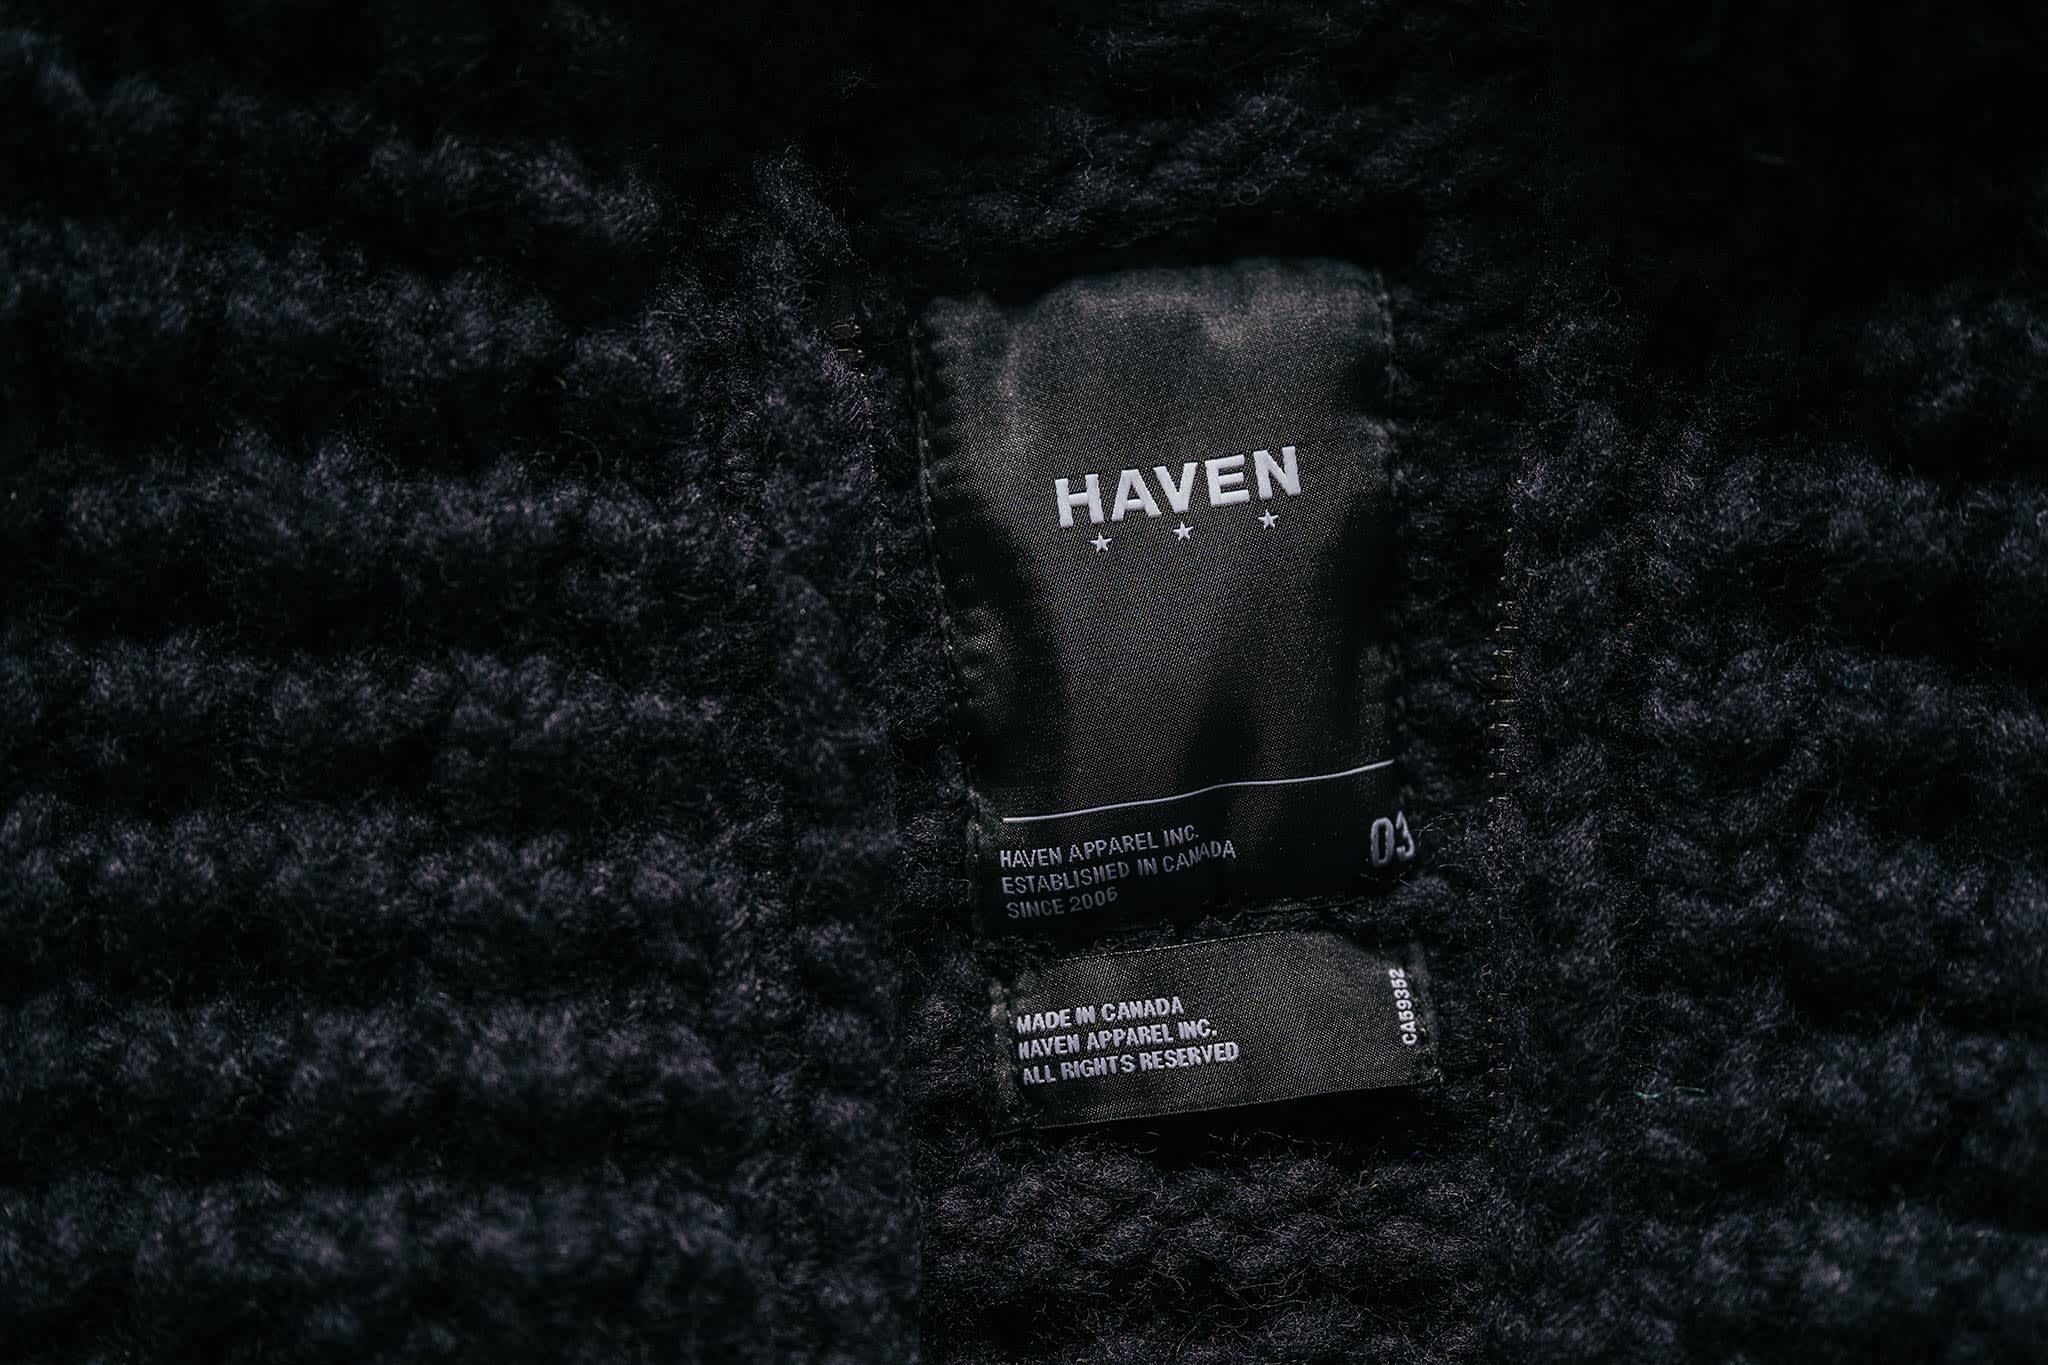 HAVEN
HAVEN APPAREL INC.
ESTABLISHED IN CANADA
SINCE 2006
03
MADE IN CANADA
HAVEN APPAREL INC.
ALL RIGHTS RESERVED
CA59352